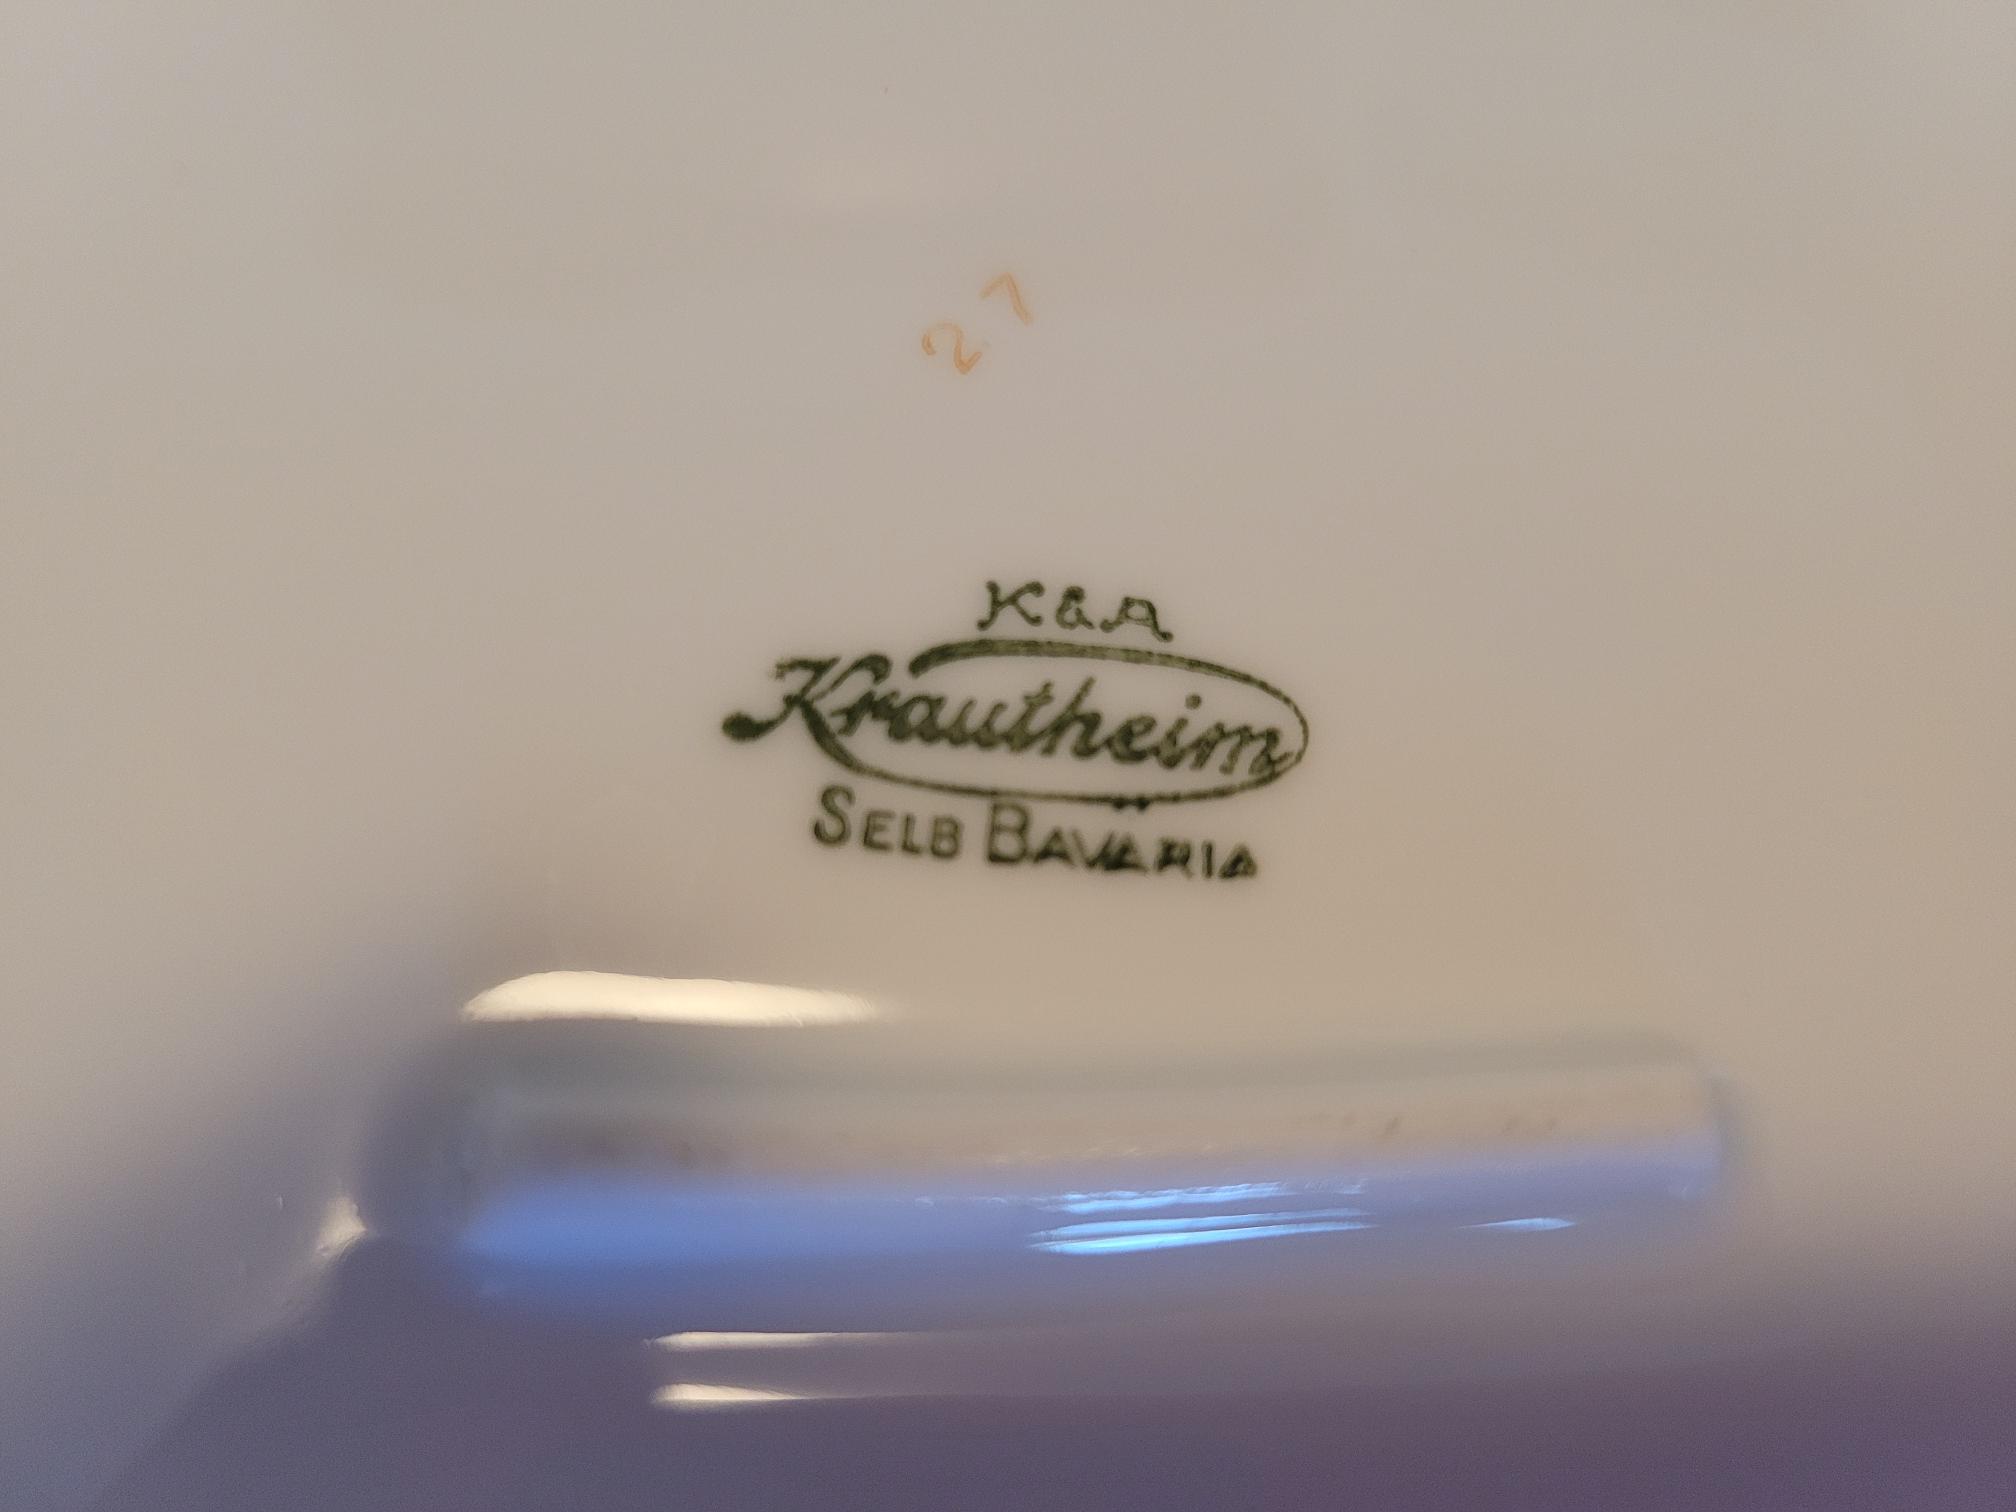 27
K&A
Krautheim
SELB BAVARIA